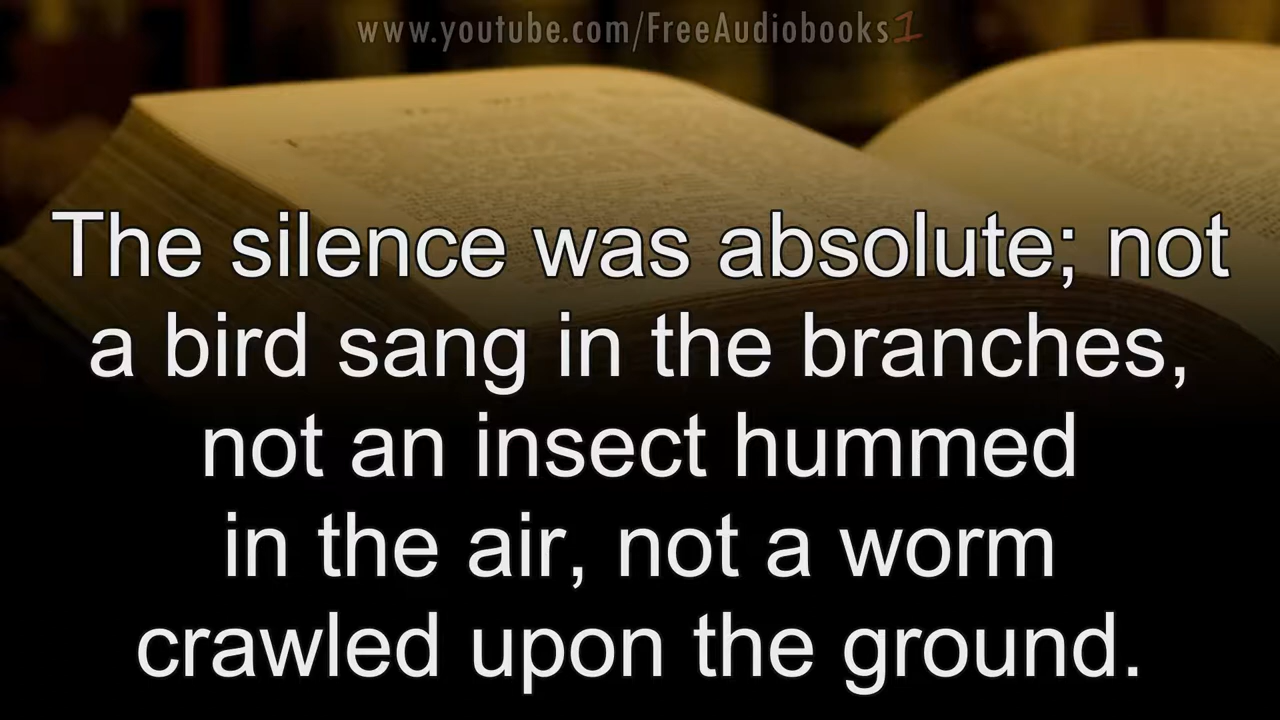 www.youtube.com/FreeAudiobooks1
The silence was absolute; not
a bird sang in the branches,
not an insect hummed
in the air, not a worm
crawled upon the ground.